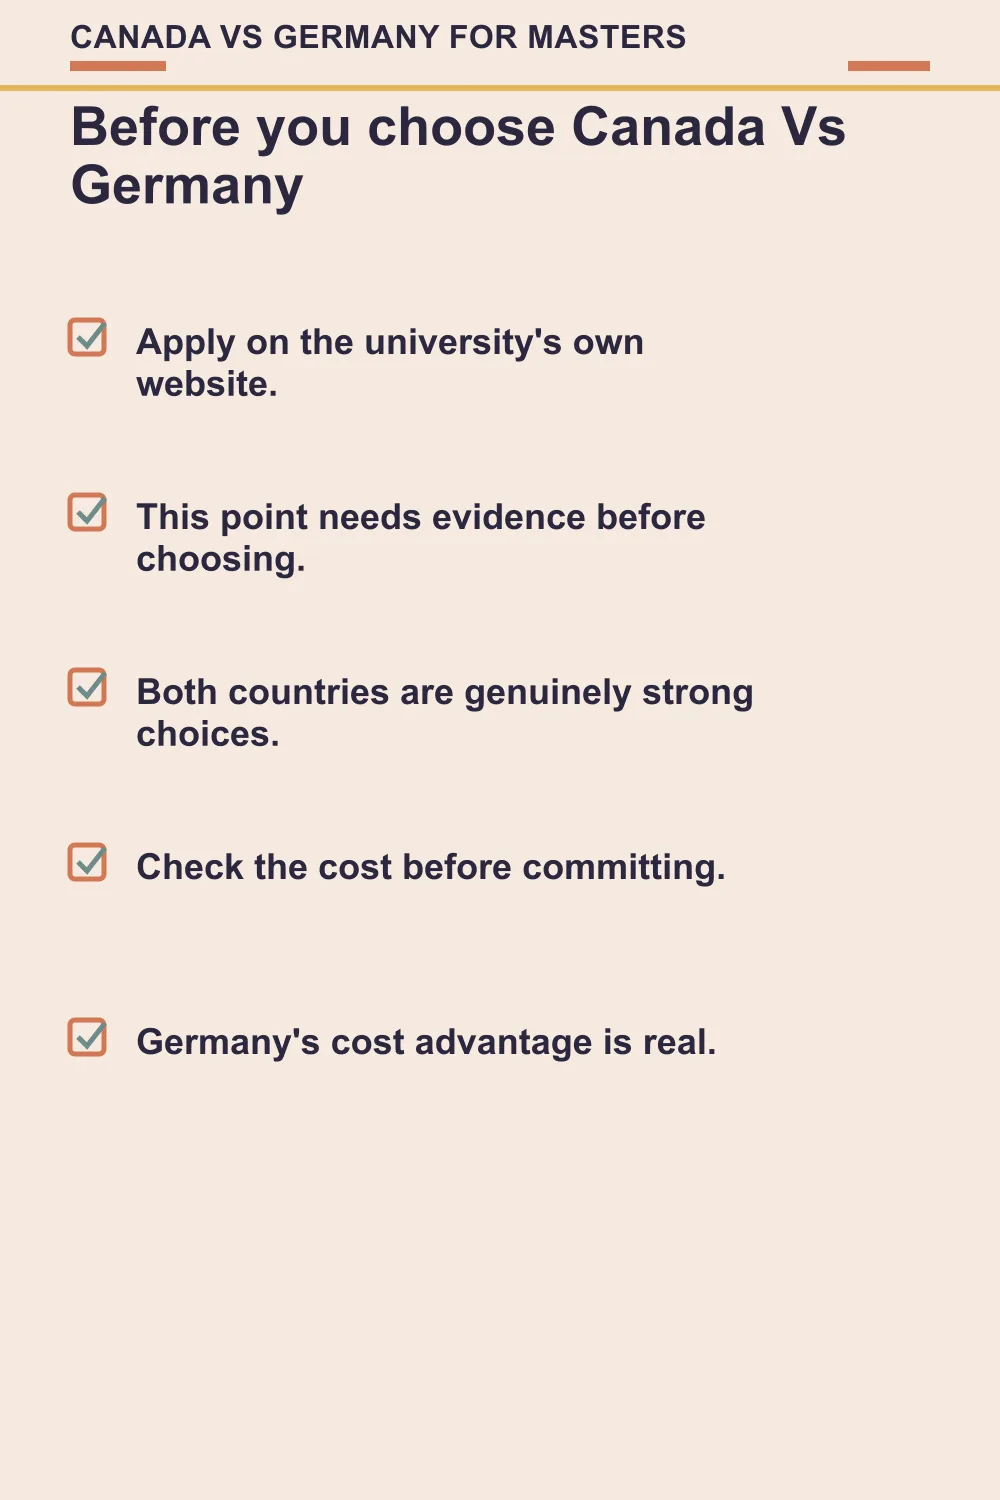 CANADA VS GERMANY FOR MASTERS
Before you choose Canada Vs
Germany
Apply on the university's own
website.
This point needs evidence before
choosing.
Both countries are genuinely strong
choices.
Check the cost before committing.
Germany's cost advantage is real.